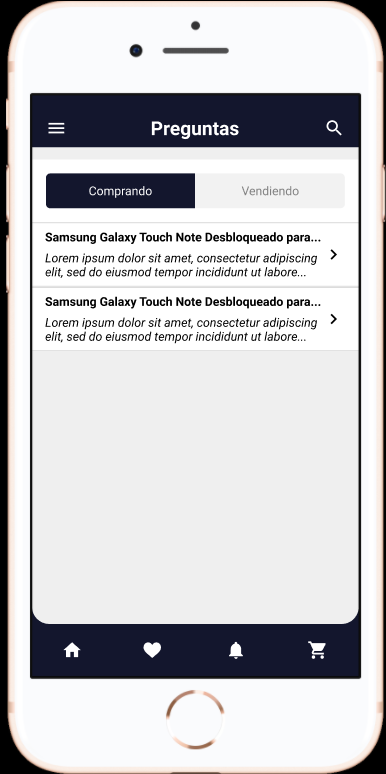 Preguntas
Comprando
Vendiendo
Samsung Galaxy Touch Note Desbloqueado para...
Lorem ipsum dolor sit amet, consectetur adipiscing
elit, sed do eiusmod tempor incididunt ut labore...
Samsung Galaxy Touch Note Desbloqueado para...
Lorem ipsum dolor sit amet, consectetur adipiscing
elit, sed do eiusmod tempor incididunt ut labore...